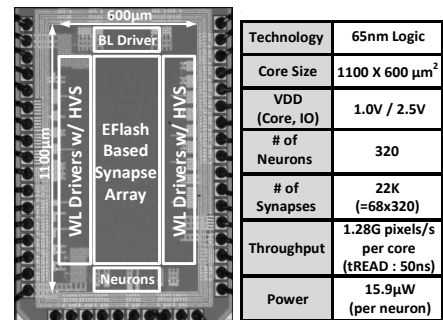 600µm
BL Driver
1100µm
WL Drivers w/ HVS
EFlash
Based
Synapse
Array
WL Drivers w/ HVS
Neurons
Technology 65nm Logic
Core Size 1100 X 600 µm²
VDD
(Core, IO) 1.0V / 2.5V
# of
Neurons 320
# of
Synapses 22K
(=68x320)
Throughput 1.28G pixels/s
per core
(tREAD : 50ns)
Power 15.9µW
(per neuron)